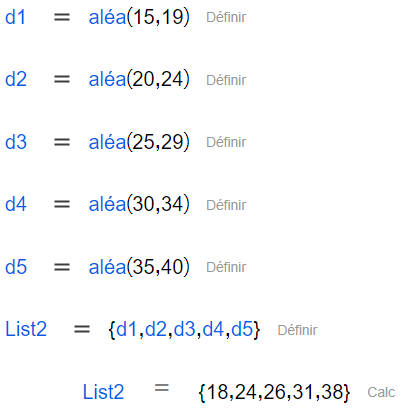 d1 = aléa(15,19) Définir
d2 = aléa(20,24) Définir
d3 = aléa(25,29) Définir
d4 = aléa(30,34) Définir
d5 = aléa(35,40) Définir
List2 = {d1,d2,d3,d4,d5} Définir
List2 = {18,24,26,31,38} Calc